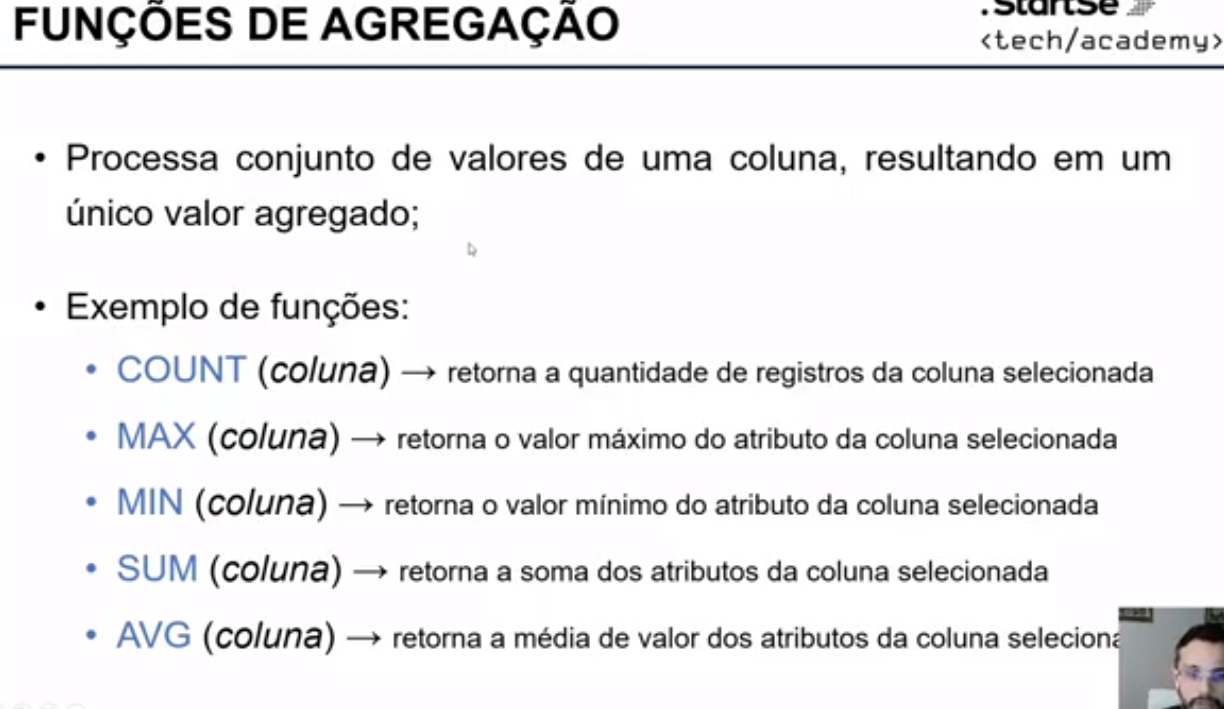 FUNÇÕES DE AGREGAÇÃO
.StartSe
<tech/academy>
• Processa conjunto de valores de uma coluna, resultando em um
único valor agregado;
• Exemplo de funções:
• COUNT (coluna) → retorna a quantidade de registros da coluna selecionada
• MAX (coluna) → retorna o valor máximo do atributo da coluna selecionada
• MIN (coluna) → retorna o valor mínimo do atributo da coluna selecionada
• SUM (coluna) → retorna a soma dos atributos da coluna selecionada
• AVG (coluna) → retorna a média de valor dos atributos da coluna